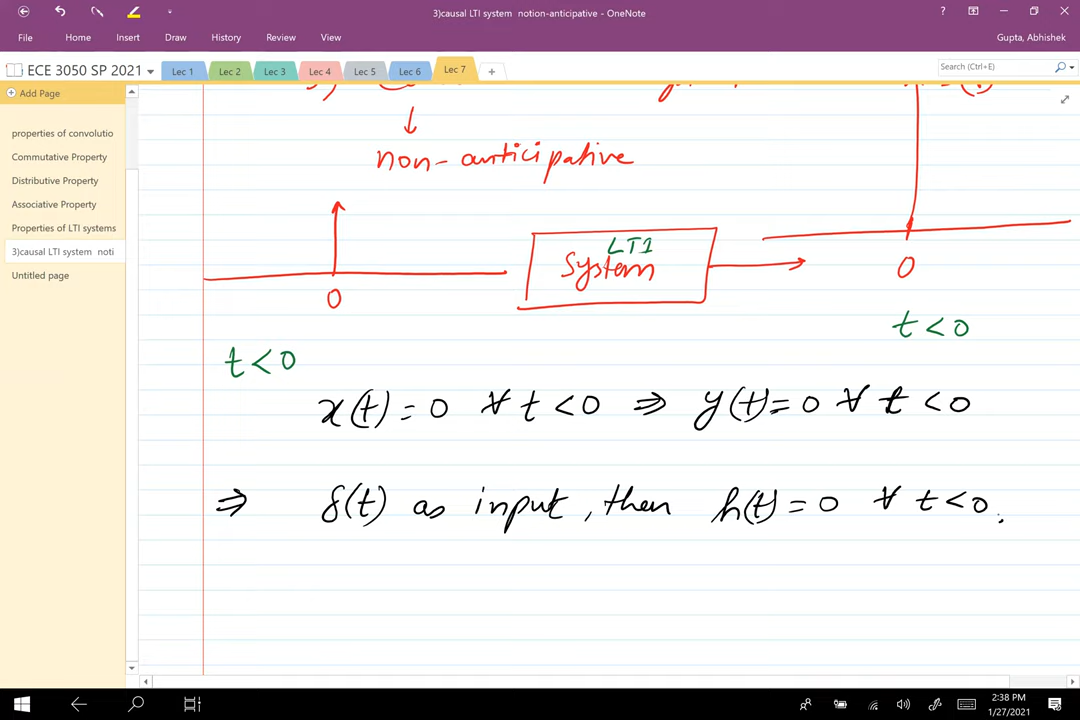 3)causal LTI system  notion-anticipative - OneNote
?
File Home Insert Draw History Review View
Gupta, Abhishek
ECE 3050 SP 2021
Lec 1 Lec 2 Lec 3 Lec 4 Lec 5 Lec 6 Lec 7 +
Search (Ctrl+E)
Add Page
properties of convolutio
Commutative Property
Distributive Property
Associative Property
Properties of LTI systems
3)causal LTI system  noti
Untitled page
non-anticipative
LTI
System
0
0
t<0
t<0
x(t) = 0 ∀ t<0 ⇒ y(t)=0 ∀ t <0
⇒ δ(t) as input, then h(t) = 0 ∀ t <0.
2:38 PM
1/27/2021